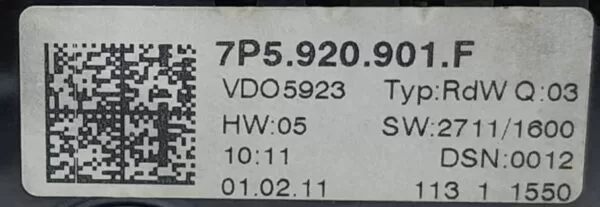 7P5.920.901.F
VDO5923 Typ:RdW Q:03
HW:05 SW:2711/1600
10:11 DSN:0012
01.02.11 113 1 1550